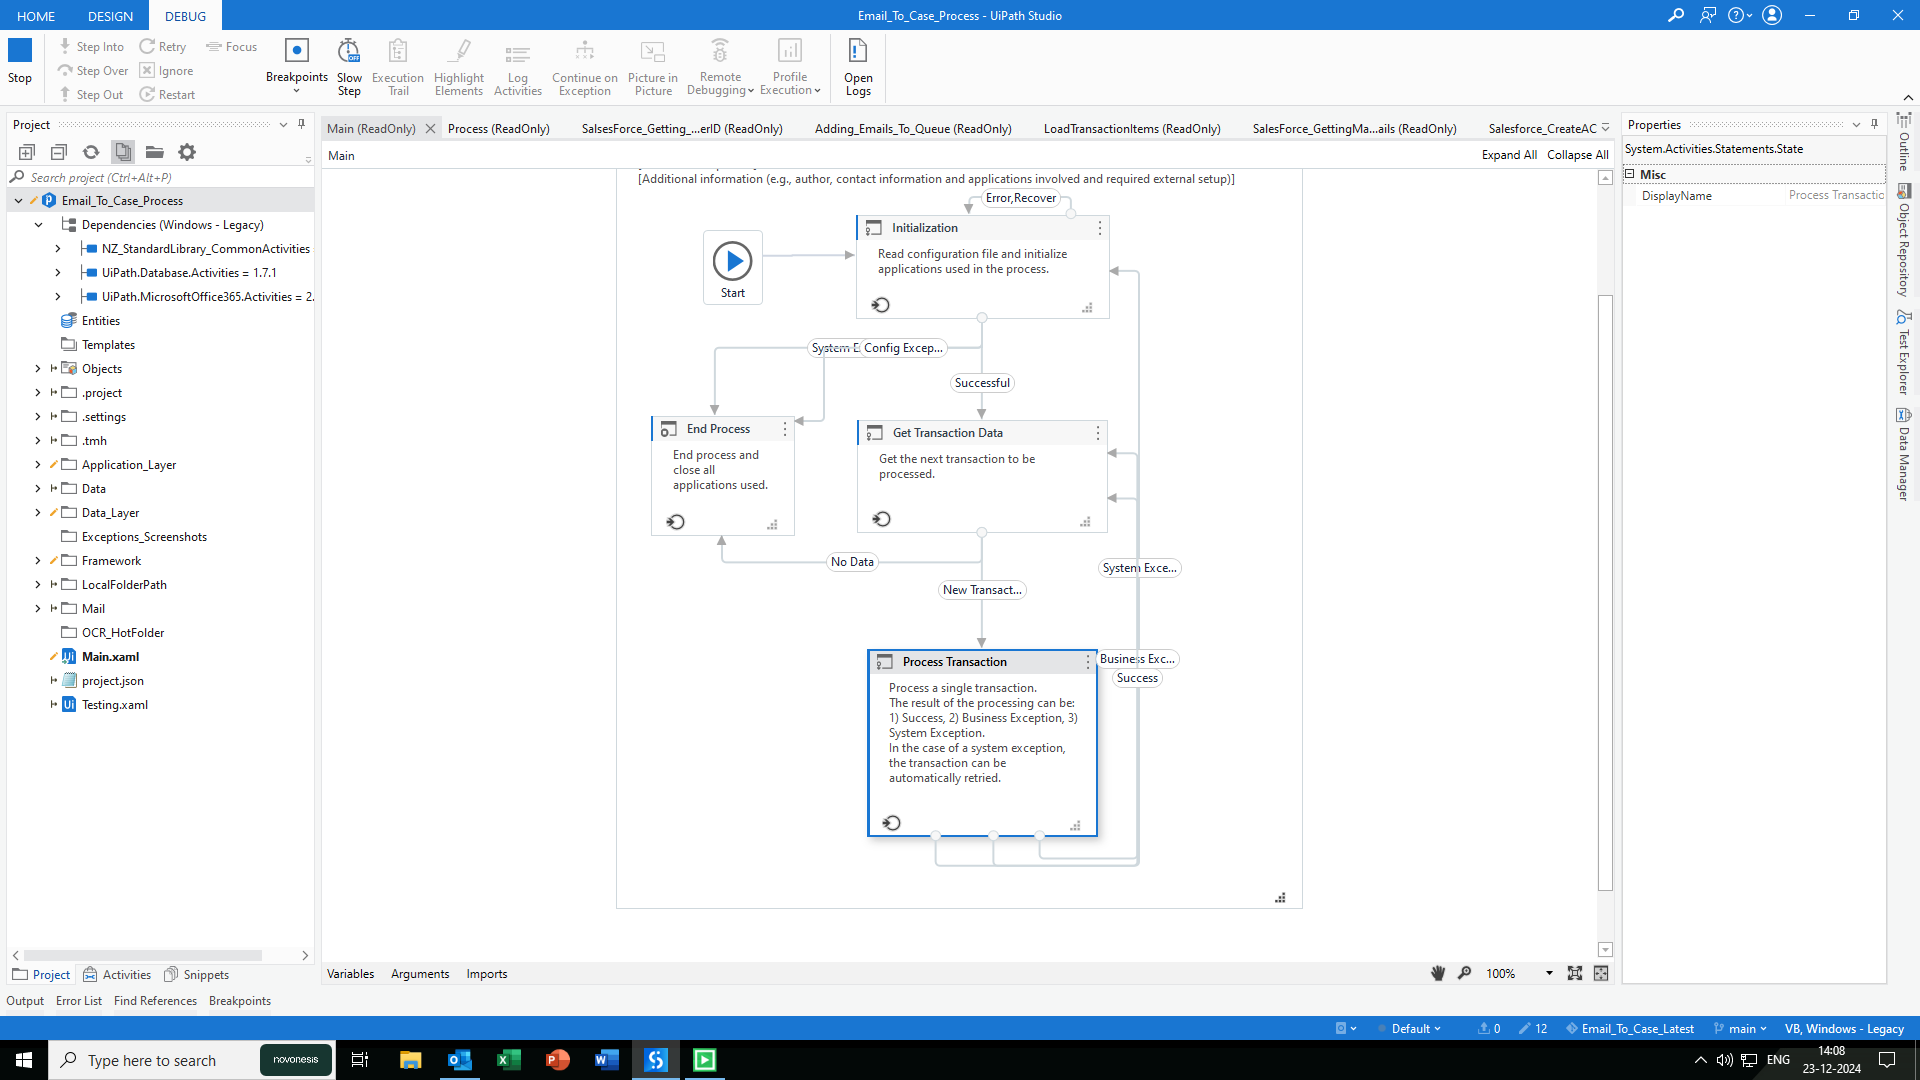 HOME
DESIGN
DEBUG
Email_To_Case_Process - UiPath Studio
Stop
Step Into
Step Over
Step Out
Retry
Ignore
Restart
Focus
Breakpoints
Slow Step
Execution Trail
Highlight Elements
Log Activities
Continue on Exception
Picture in Picture
Remote Debugging
Profile Execution
Open Logs
Project
Search project (Ctrl+Alt+P)
Email_To_Case_Process
Dependencies (Windows - Legacy)
NZ_StandardLibrary_CommonActivities
UiPath.Database.Activities = 1.7.1
UiPath.MicrosoftOffice365.Activities = 2.
Entities
Templates
Objects
.project
.settings
.tmh
Application_Layer
Data
Data_Layer
Exceptions_Screenshots
Framework
LocalFolderPath
Mail
OCR_HotFolder
Main.xaml
project.json
Testing.xaml
Project
Activities
Snippets
Output
Error List
Find References
Breakpoints
Main (ReadOnly)
Process (ReadOnly)
SalsesForce_Getting_...erID (ReadOnly)
Adding_Emails_To_Queue (ReadOnly)
LoadTransactionItems (ReadOnly)
SalesForce_GettingMa...ails (ReadOnly)
Salesforce_CreateAC
Main
Expand All
Collapse All
[Additional information (e.g., author, contact information and applications involved and required external setup)]
Error,Recover
Start
Initialization
Read configuration file and initialize
applications used in the process.
System E
Config Excep...
Successful
End Process
End process and
close all
applications used.
Get Transaction Data
Get the next transaction to be
processed.
No Data
New Transact...
System Exce...
Business Exc...
Success
Process Transaction
Process a single transaction.
The result of the processing can be:
1) Success, 2) Business Exception, 3)
System Exception.
In the case of a system exception,
the transaction can be
automatically retried.
Variables
Arguments
Imports
100%
Properties
System.Activities.Statements.State
Misc
DisplayName
Process Transactio
Outline
Object Repository
Test Explorer
Data Manager
Default
0
12
Email_To_Case_Latest
main
VB, Windows - Legacy
Type here to search
novonesis
ENG
14:08
23-12-2024